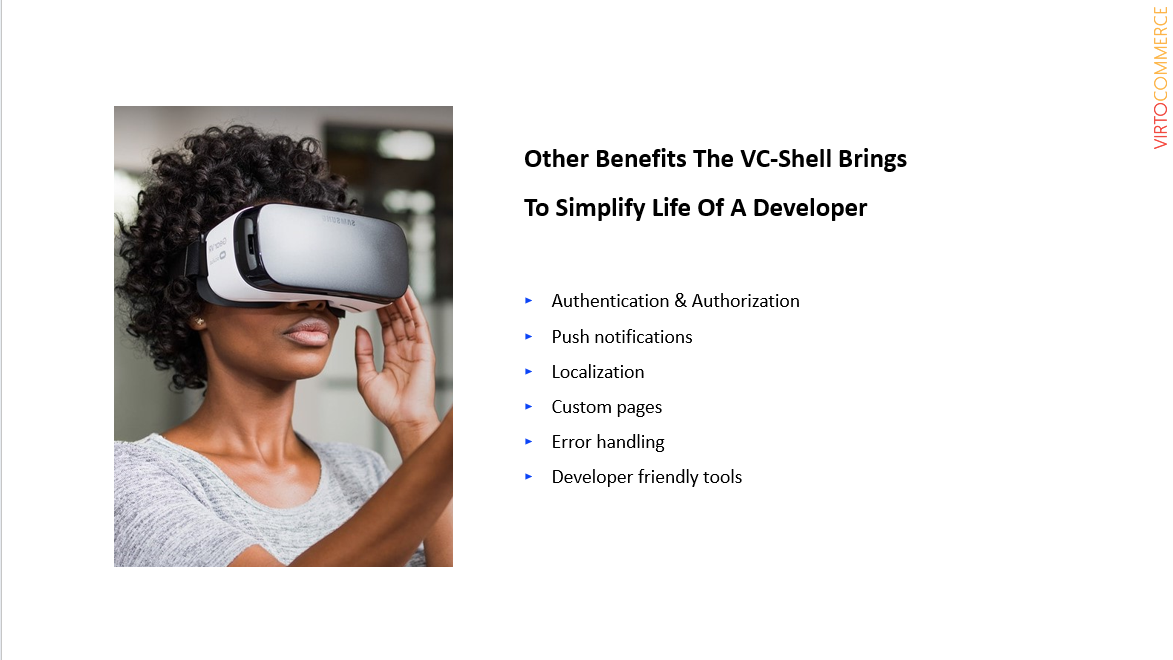 VIRTOCOMMERCE
Other Benefits The VC-Shell Brings
To Simplify Life Of A Developer
Authentication & Authorization
Push notifications
Localization
Custom pages
Error handling
Developer friendly tools
SAMSUNG